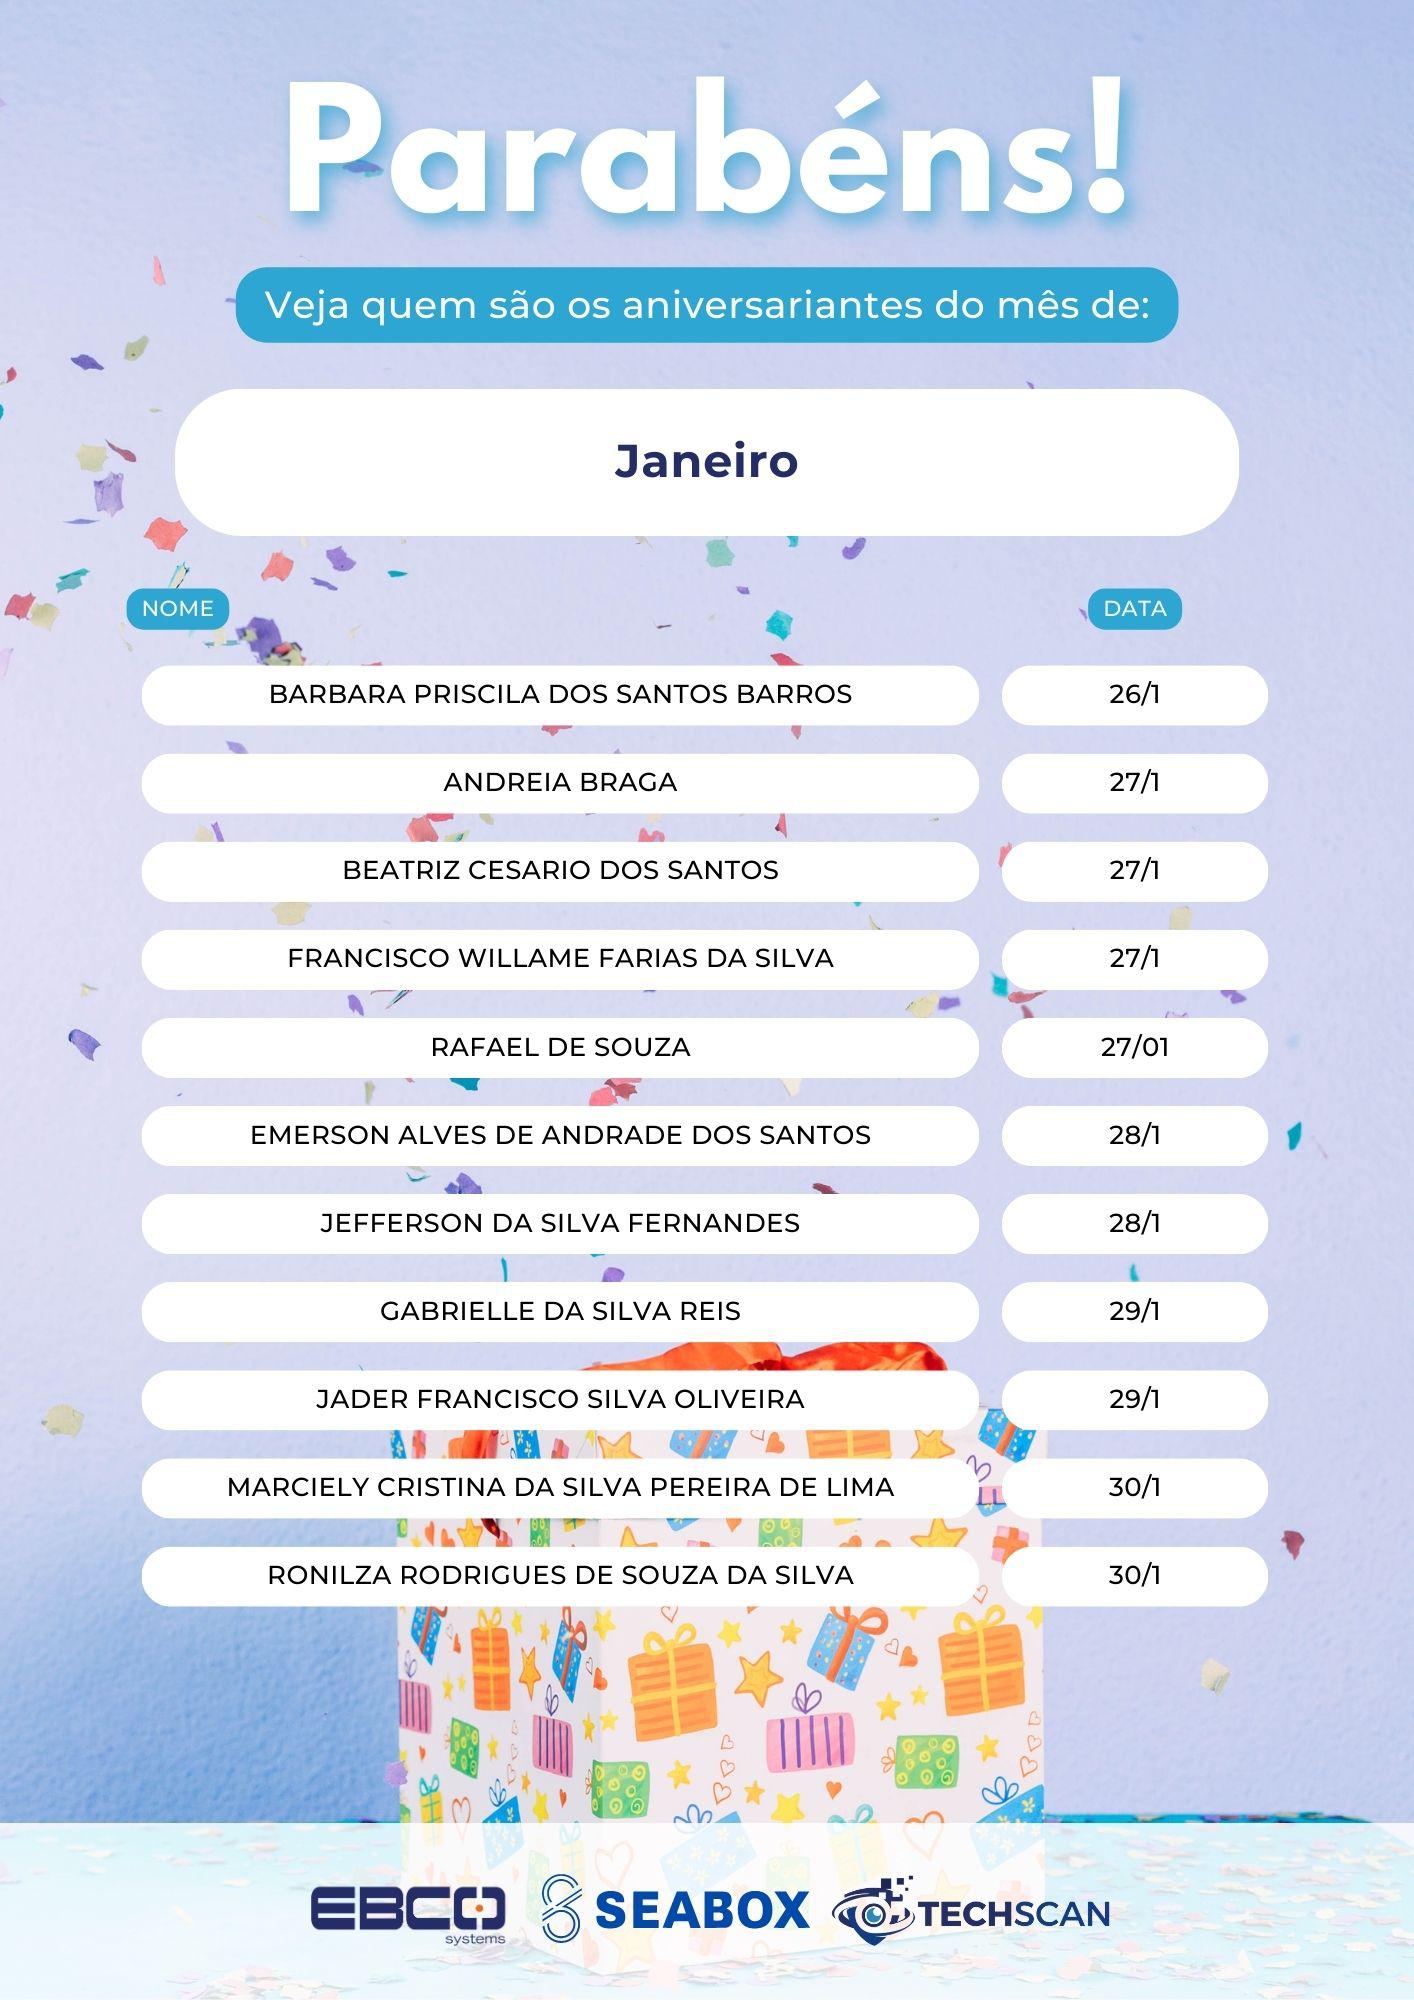 Parabéns!
Veja quem são os aniversariantes do mês de:
Janeiro
NOME DATA
BARBARA PRISCILA DOS SANTOS BARROS 26/1
ANDREIA BRAGA 27/1
BEATRIZ CESARIO DOS SANTOS 27/1
FRANCISCO WILLAME FARIAS DA SILVA 27/1
RAFAEL DE SOUZA 27/01
EMERSON ALVES DE ANDRADE DOS SANTOS 28/1
JEFFERSON DA SILVA FERNANDES 28/1
GABRIELLE DA SILVA REIS 29/1
JADER FRANCISCO SILVA OLIVEIRA 29/1
MARCIELY CRISTINA DA SILVA PEREIRA DE LIMA 30/1
RONILZA RODRIGUES DE SOUZA DA SILVA 30/1
EBCO systems SEABOX TECHSCAN